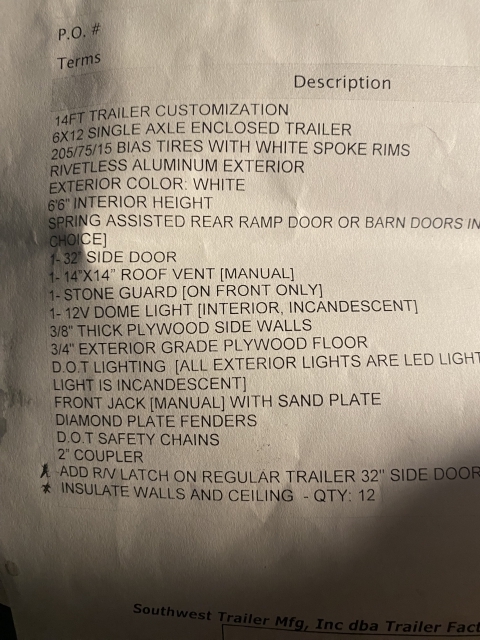 P.O. #
Terms
Description
14FT TRAILER CUSTOMIZATION
6X12 SINGLE AXLE ENCLOSED TRAILER
205/75/15 BIAS TIRES WITH WHITE SPOKE RIMS
RIVETLESS ALUMINUM EXTERIOR
EXTERIOR COLOR: WHITE
6'6" INTERIOR HEIGHT
SPRING ASSISTED REAR RAMP DOOR OR BARN DOORS IN
CHOICE]
1- 32" SIDE DOOR
1- 14"X14" ROOF VENT [MANUAL]
1- STONE GUARD [ON FRONT ONLY]
1- 12V DOME LIGHT [INTERIOR, INCANDESCENT]
3/8" THICK PLYWOOD SIDE WALLS
3/4" EXTERIOR GRADE PLYWOOD FLOOR
D.O.T LIGHTING [ALL EXTERIOR LIGHTS ARE LED LIGHT
LIGHT IS INCANDESCENT]
FRONT JACK [MANUAL] WITH SAND PLATE
DIAMOND PLATE FENDERS
D.O.T SAFETY CHAINS
2" COUPLER
* ADD R/V LATCH ON REGULAR TRAILER 32" SIDE DOOR
* INSULATE WALLS AND CEILING - QTY: 12
Southwest Trailer Mfg, Inc dba Trailer Fact